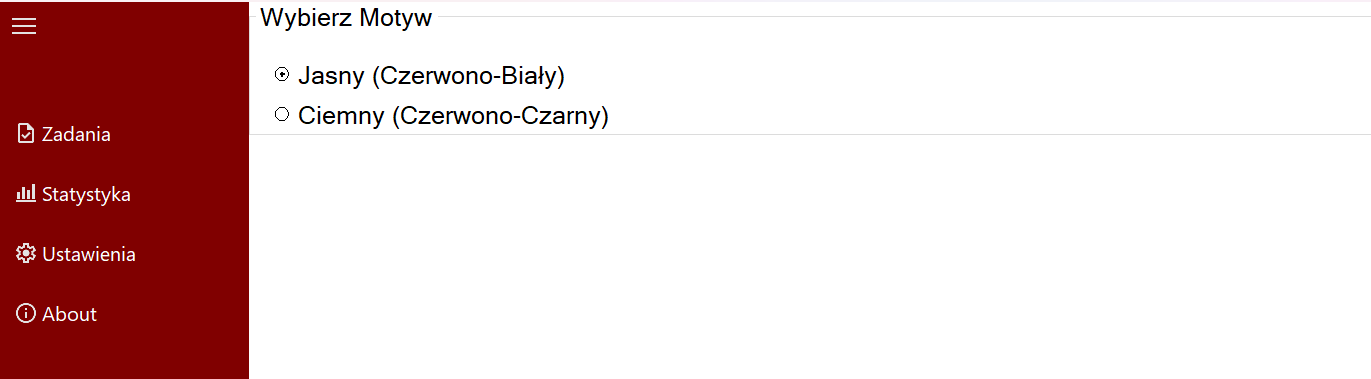 Wybierz Motyw
Jasny (Czerwono-Biały)
Ciemny (Czerwono-Czarny)
Zadania
Statystyka
Ustawienia
About